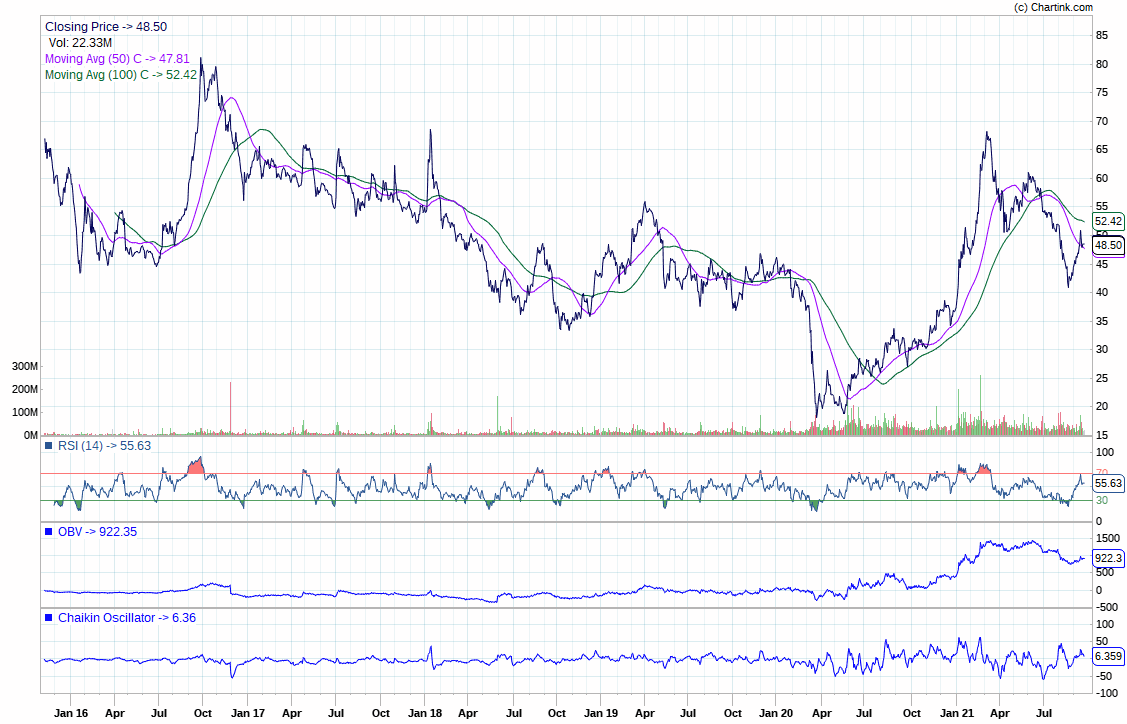 (c) Chartink.com
Closing Price -> 48.50
Vol: 22.33M
Moving Avg (50) C -> 47.81
Moving Avg (100) C -> 52.42
85
80
75
70
65
60
55
52.42
50
48.50
45
40
35
30
25
20
15
300M
200M
100M
0M
RSI (14) -> 55.63
100
70
55.63
30
0
OBV -> 922.35
1500
922.3
500
0
-500
Chaikin Oscillator -> 6.36
100
50
6.359
-50
-100
Jan 16 Apr Jul Oct Jan 17 Apr Jul Oct Jan 18 Apr Jul Oct Jan 19 Apr Jul Oct Jan 20 Apr Jul Oct Jan 21 Apr Jul